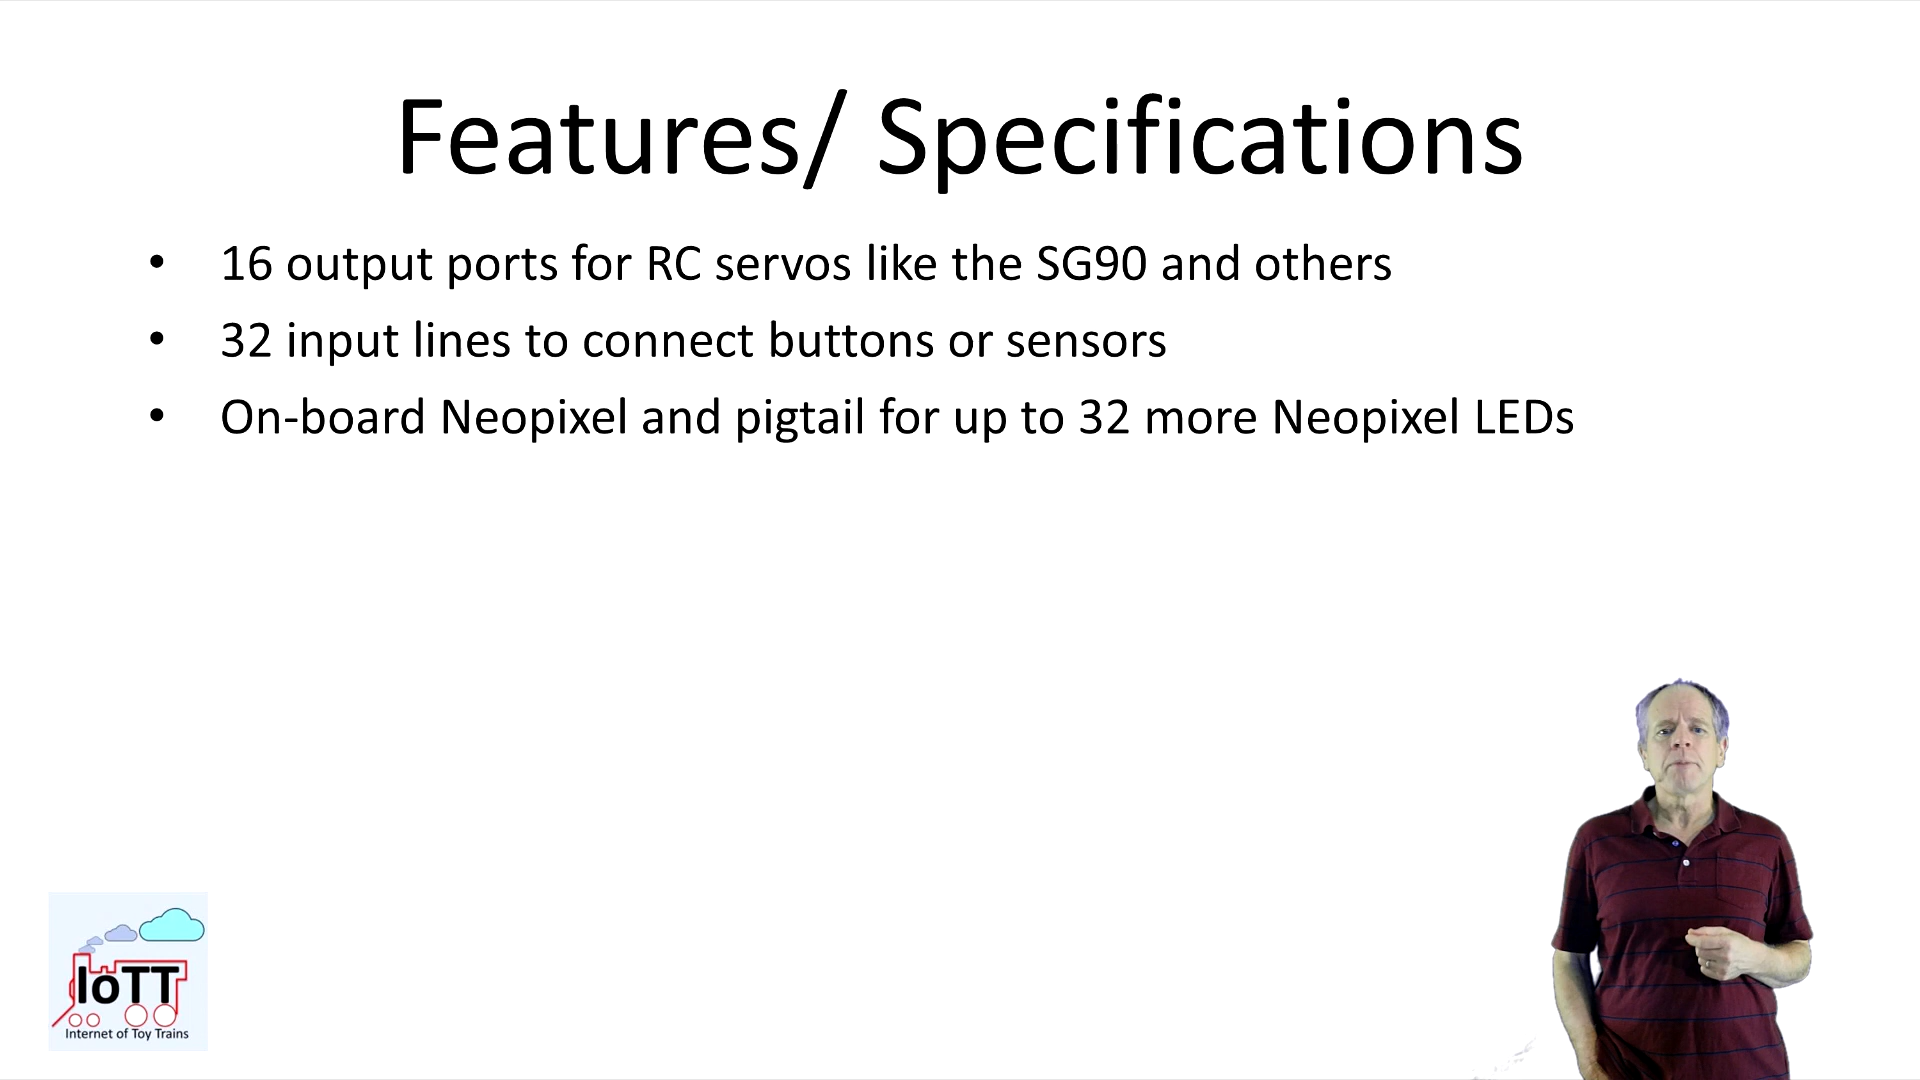 Features/ Specifications
• 16 output ports for RC servos like the SG90 and others
• 32 input lines to connect buttons or sensors
• On-board Neopixel and pigtail for up to 32 more Neopixel LEDs
IoTT
Internet of Toy Trains